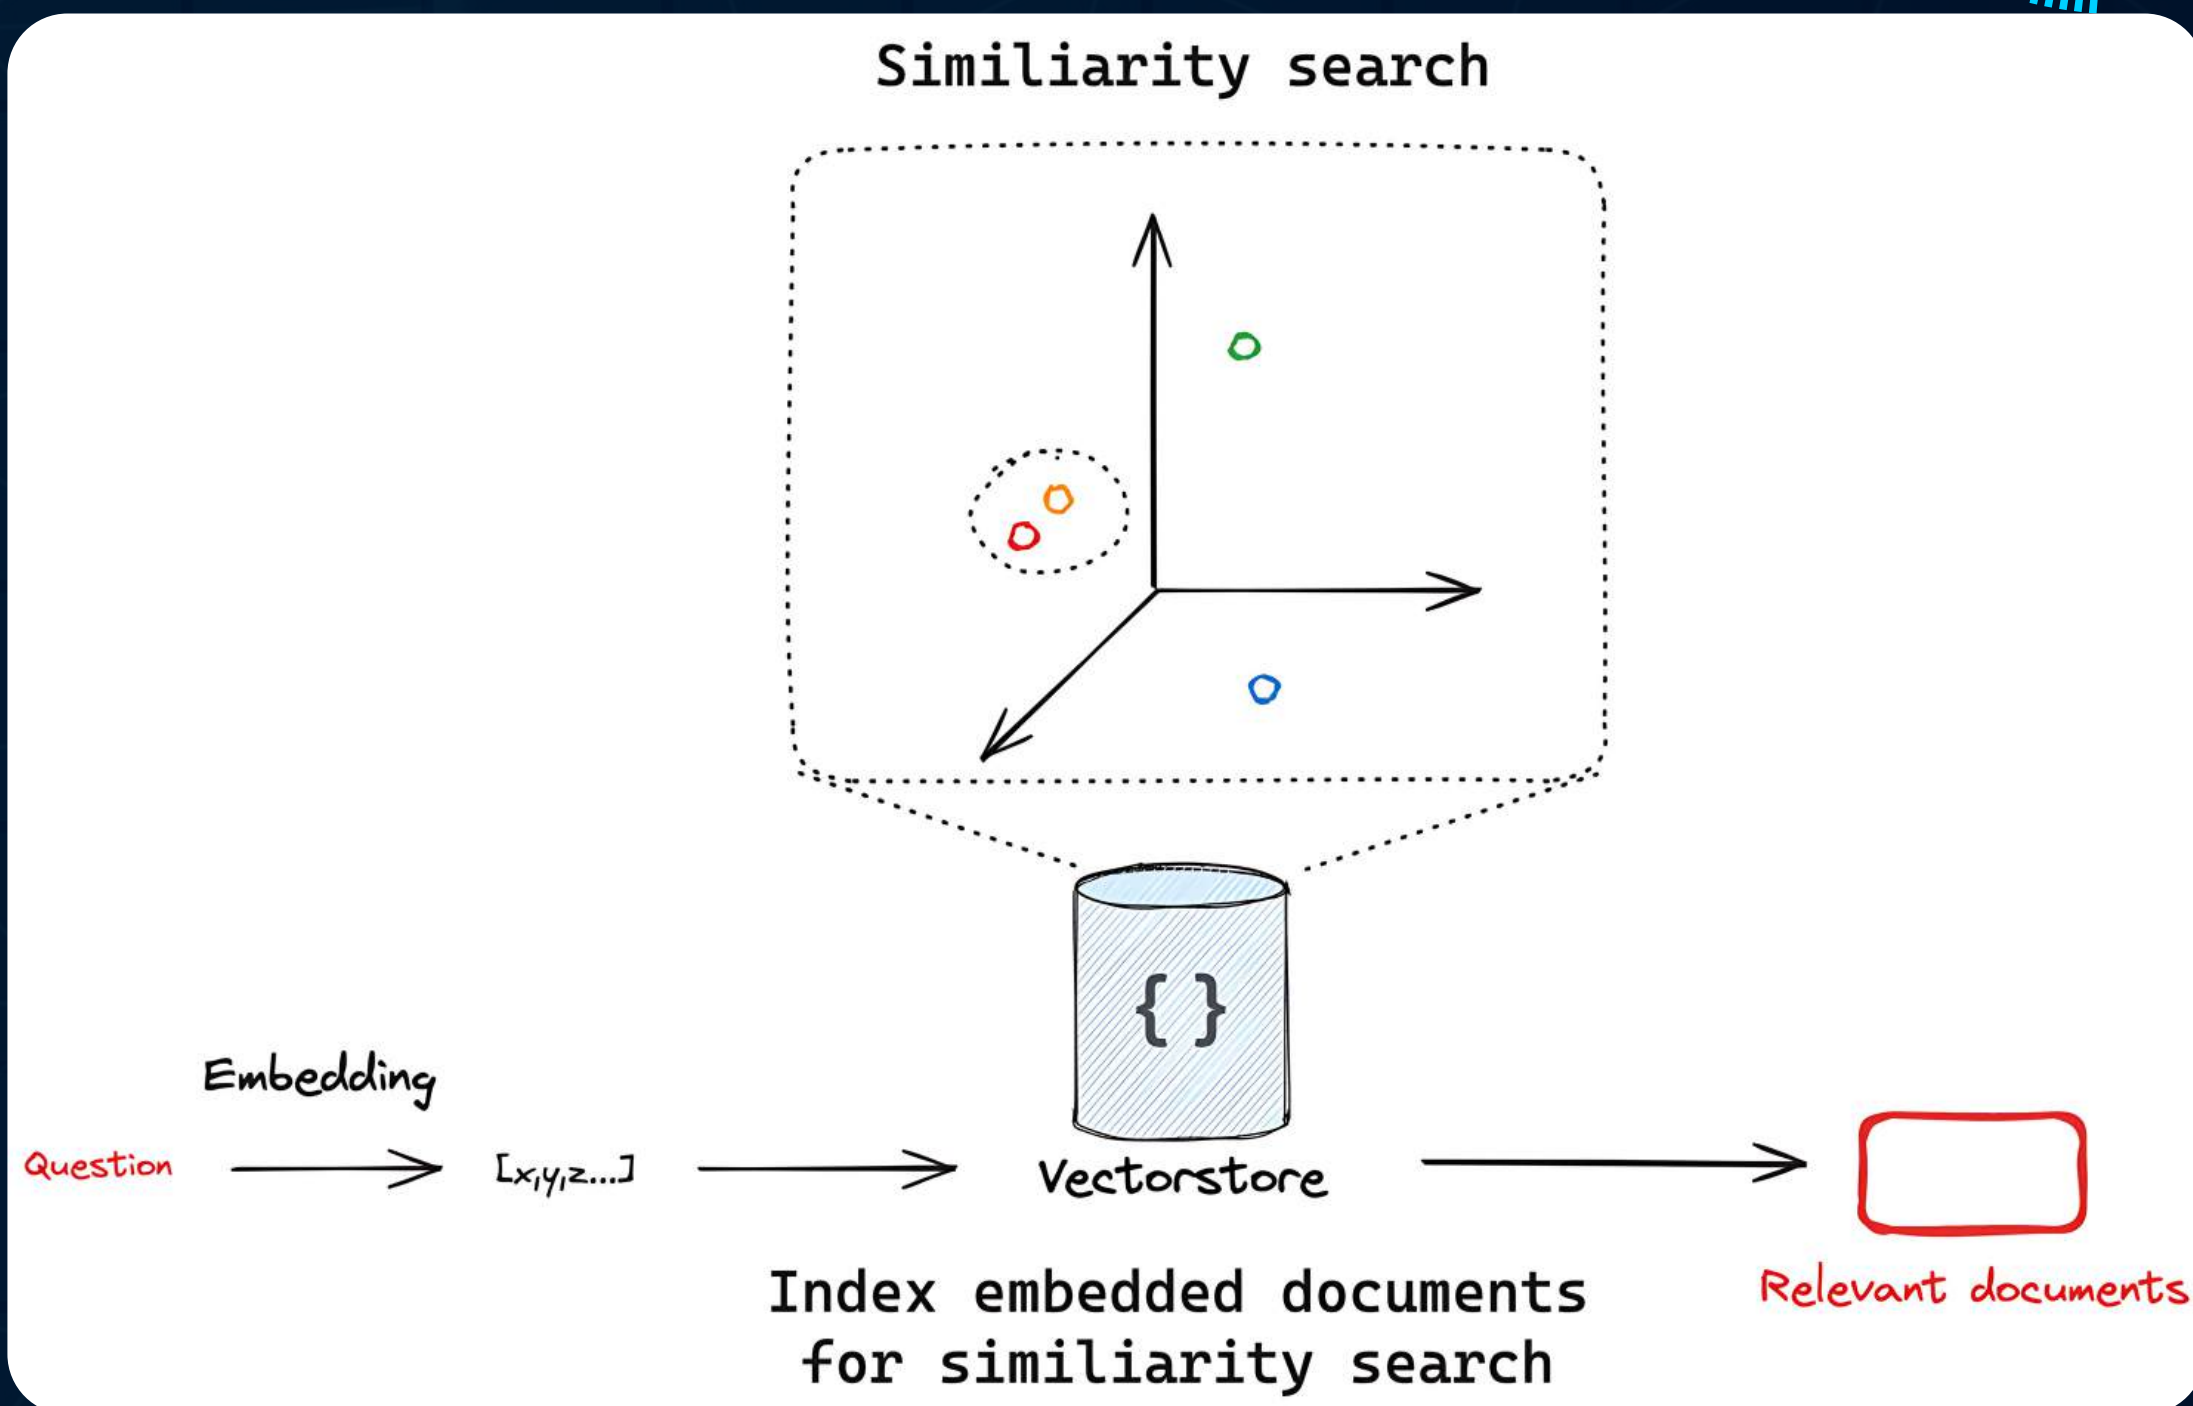 Similiarity search
Embedding
Question
[x,y,z...]
{}
Vectorstore
Index embedded documents
for similiarity search
Relevant documents